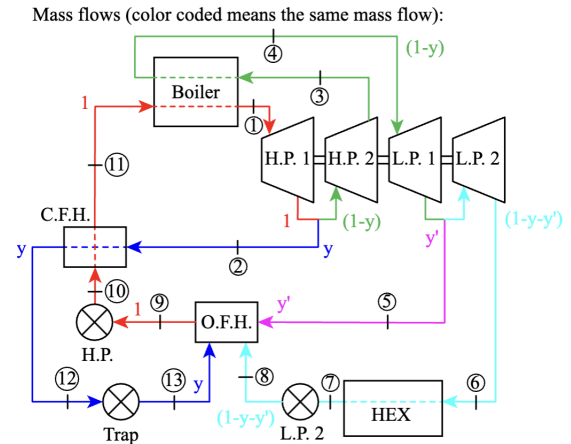 Mass flows (color coded means the same mass flow):
④
(1-y)
Boiler
③
1
①
H.P. 1
H.P. 2
L.P. 1
L.P. 2
⑪
C.F.H.
1
(1-y)
y'
(1-y-y')
y
②
y
⑩
⑨
1
O.F.H.
y'
⑤
H.P.
⑫
⑬
y
⑧
⑦
⑥
(1-y-y')
HEX
Trap
L.P. 2